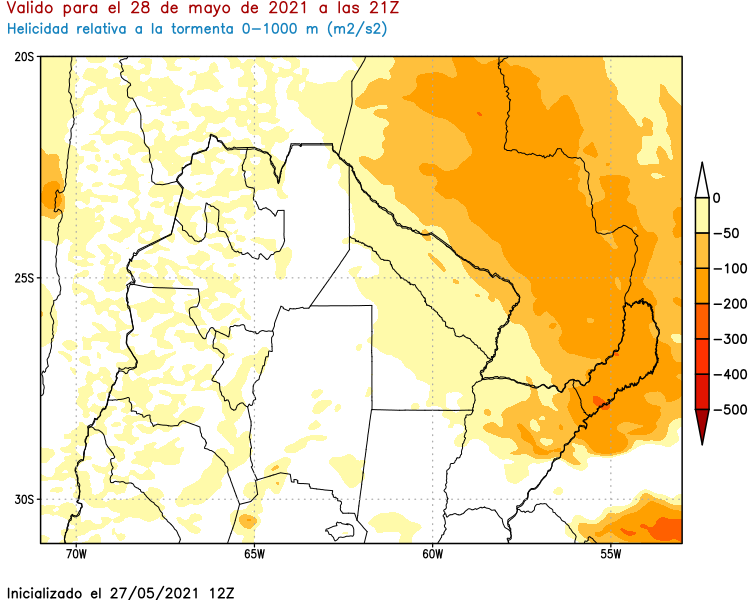 Valido para el 28 de mayo de 2021 a las 21Z
Helicidad relativa a la tormenta 0-1000 m (m2/s2)
20S
25S
30S
70W
65W
60W
55W
0
-50
-100
-200
-300
-400
-500
Inicializado el 27/05/2021 12Z